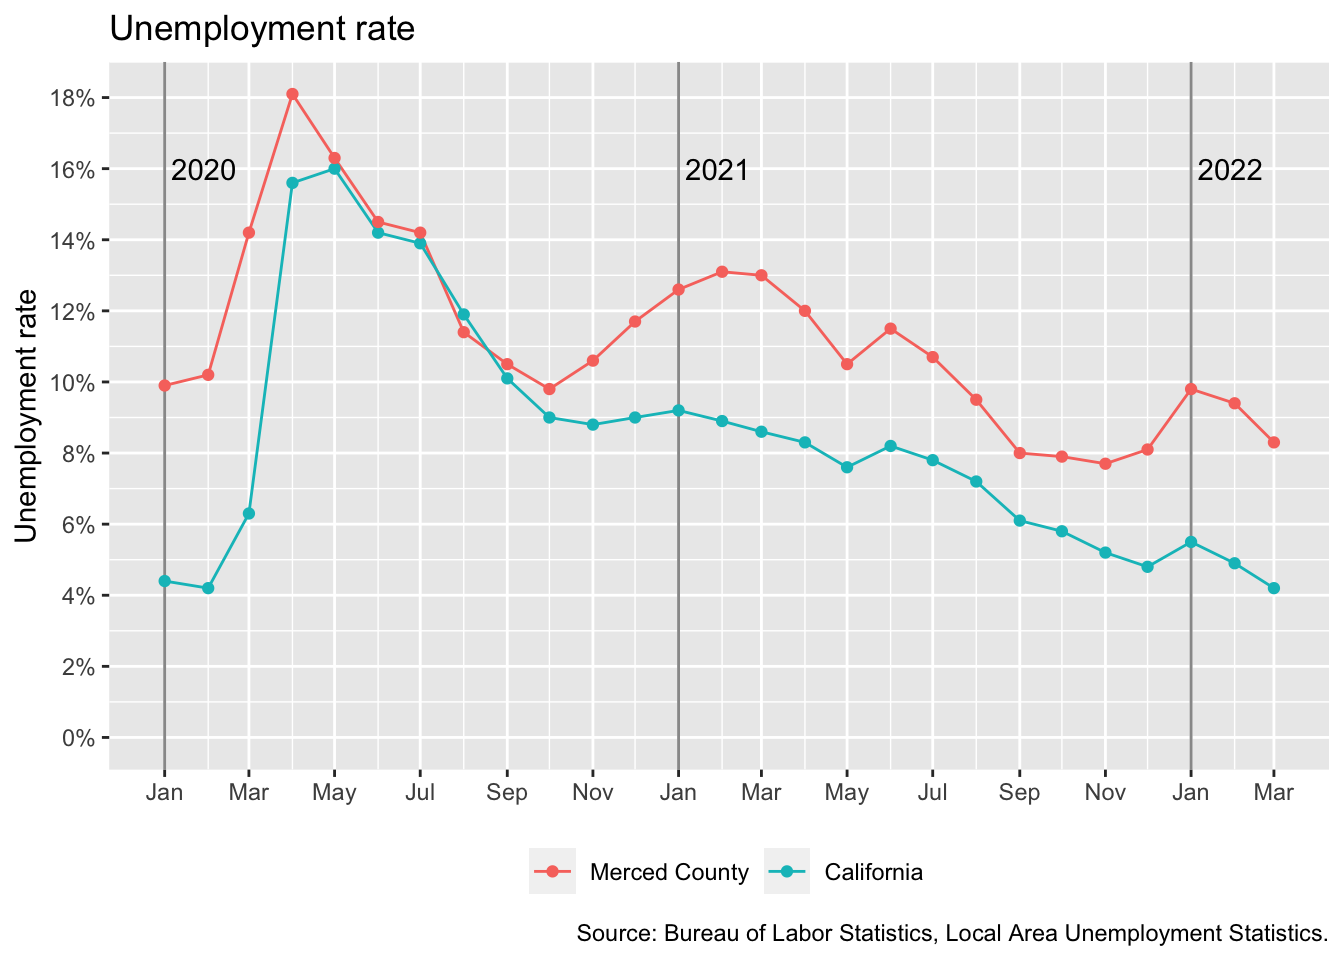 Unemployment rate
Unemployment rate
18%
16%
14%
12%
10%
8%
6%
4%
2%
0%
2020
2021
2022
Jan Mar May Jul Sep Nov Jan Mar May Jul Sep Nov Jan Mar
Merced County California
Source: Bureau of Labor Statistics, Local Area Unemployment Statistics.